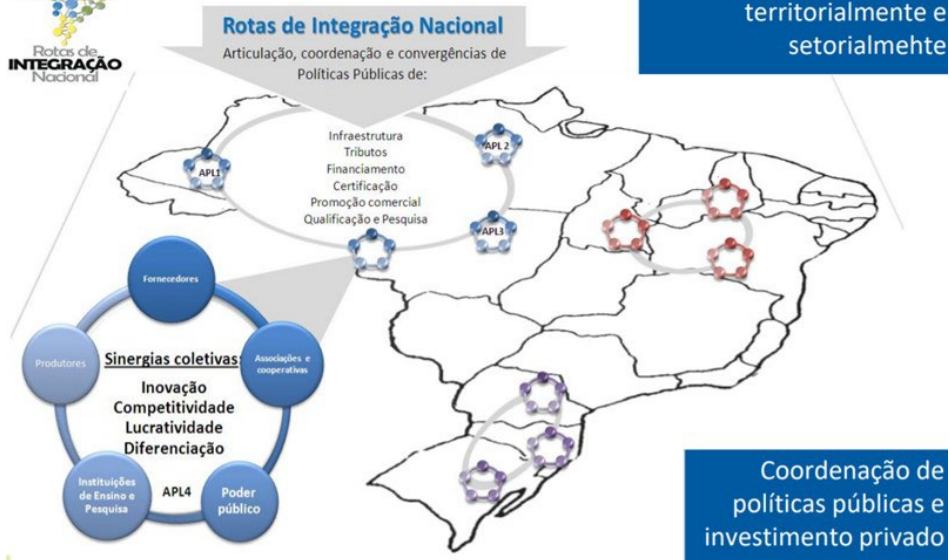 Rotas de
INTEGRAÇÃO
Nacional
Rotas de Integração Nacional
Articulação, coordenação e convergências de
Políticas Públicas de:
territorialmente e
setorialmehte
Infraestrutura
Tributos
Financiamento
Certificação
Promoção comercial
Qualificação e Pesquisa
APL1
APL 2
APL3
Fornecedores
Produtores
Sinergias coletivas:
Associações e
cooperativas
Inovação
Competitividade
Lucratividade
Diferenciação
Instituições
de Ensino e
Pesquisa
APL4
Poder
público
Coordenação de
políticas públicas e
investimento privado